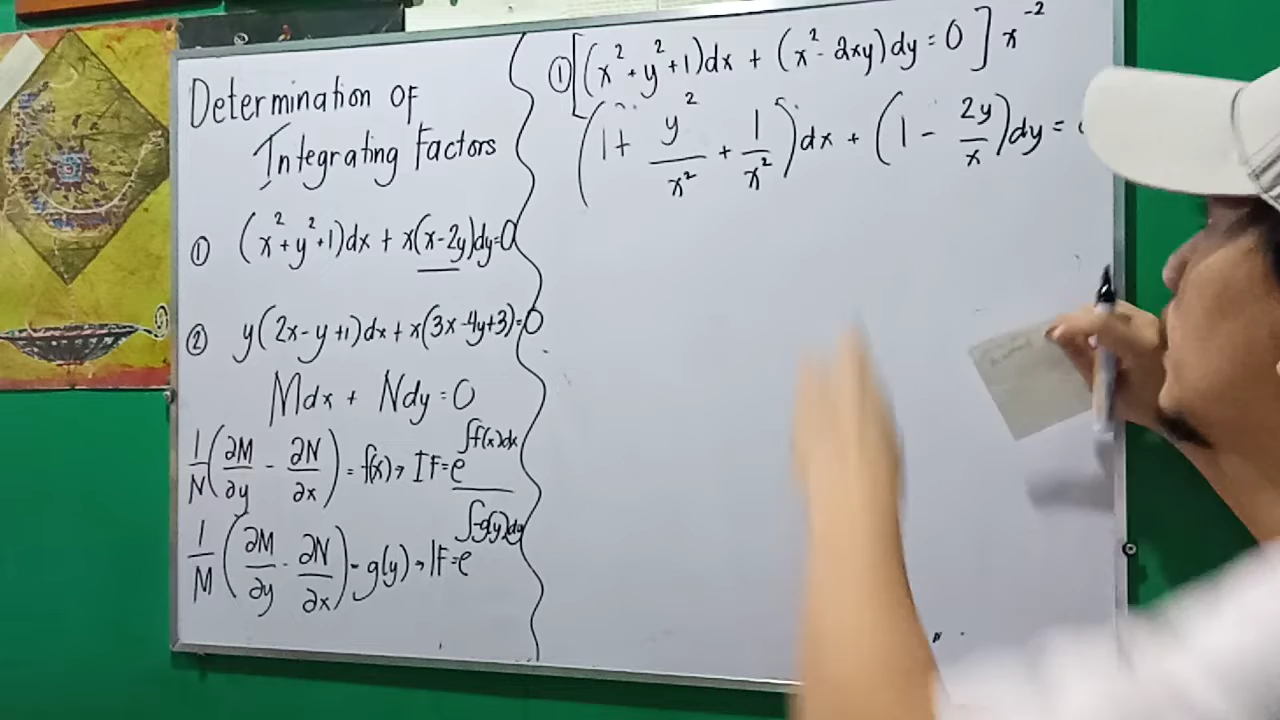 Determination of
Integrating Factors
① (x²+y²+1)dx + x(x-2y)dy=0
② y(2x-y+1)dx + x(3x-4y+3)=0
Mdx + Ndy = 0
1/N (∂M/∂y - ∂N/∂x) = f(x) → IF = e^∫f(x)dx
1/M (∂M/∂y - ∂N/∂x) = g(y) → IF = e^∫-g(y)dy
① [(x²+y²+1)dx + (x²-2xy)dy = 0] x⁻²
(1 + y²/x² + 1/x²)dx + (1 - 2y/x)dy =